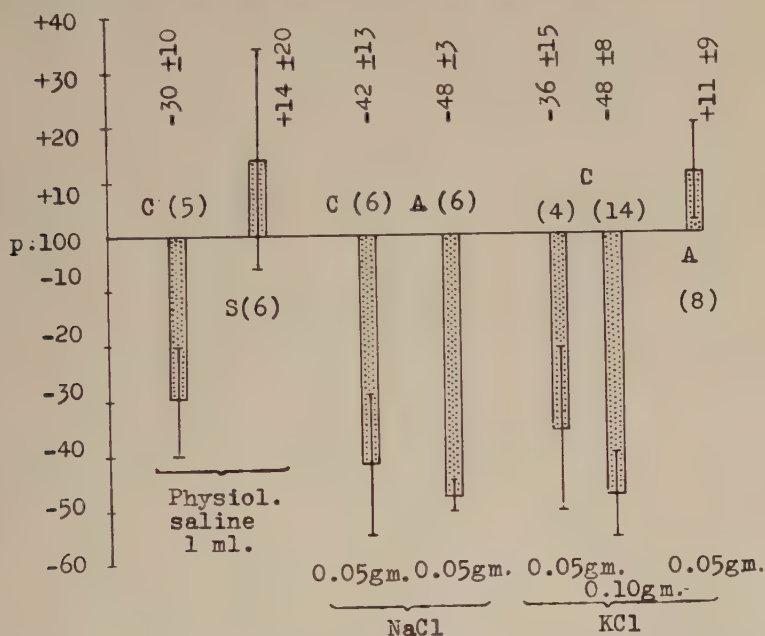 +40
+30
+20
+10
p.100
-10
-20
-30
-40
-50
-60
-30 ±10
+14 ±20
-42 ±13
-48 ±3
-36 ±15
-48 ±8
+11 ±9
C (5)
S(6)
C (6) A (6)
C
(4) (14)
A
(8)
Physiol.
saline
1 ml.
0.05gm. 0.05gm. 0.05gm. 0.05gm.
0.10gm.
NaCl KCl